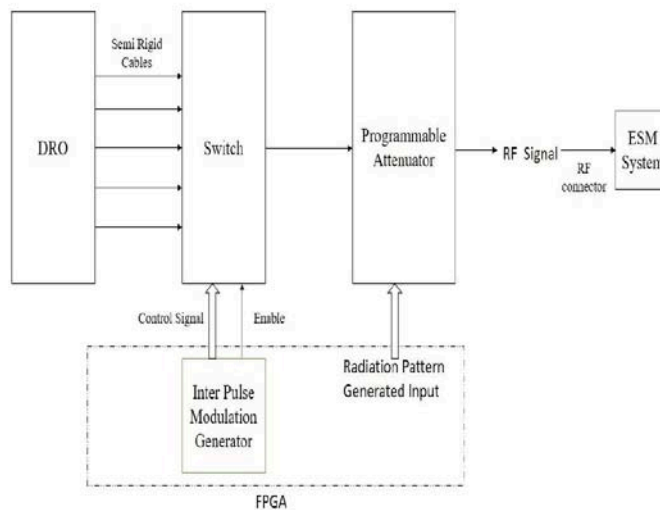 Semi Rigid
Cables
DRO
Switch
Programmable
Attenuator
RF Signal
RF
connector
ESM
System
Control Signal
Enable
Inter Pulse
Modulation
Generator
Radiation Pattern
Generated Input
FPGA